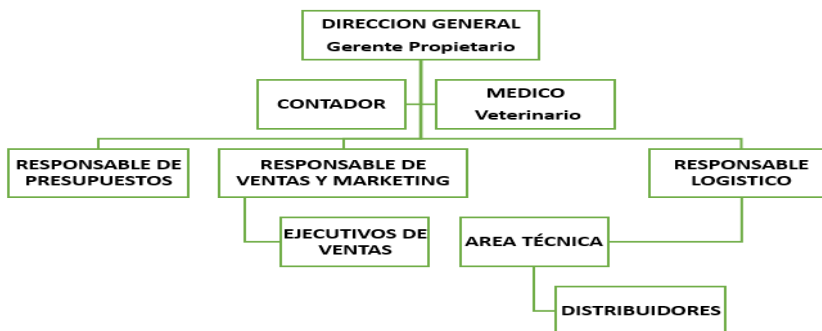 DIRECCION GENERAL
Gerente Propietario
CONTADOR
MEDICO
Veterinario
RESPONSABLE DE
PRESUPUESTOS
RESPONSABLE DE
VENTAS Y MARKETING
RESPONSABLE
LOGISTICO
EJECUTIVOS DE
VENTAS
AREA TÉCNICA
DISTRIBUIDORES